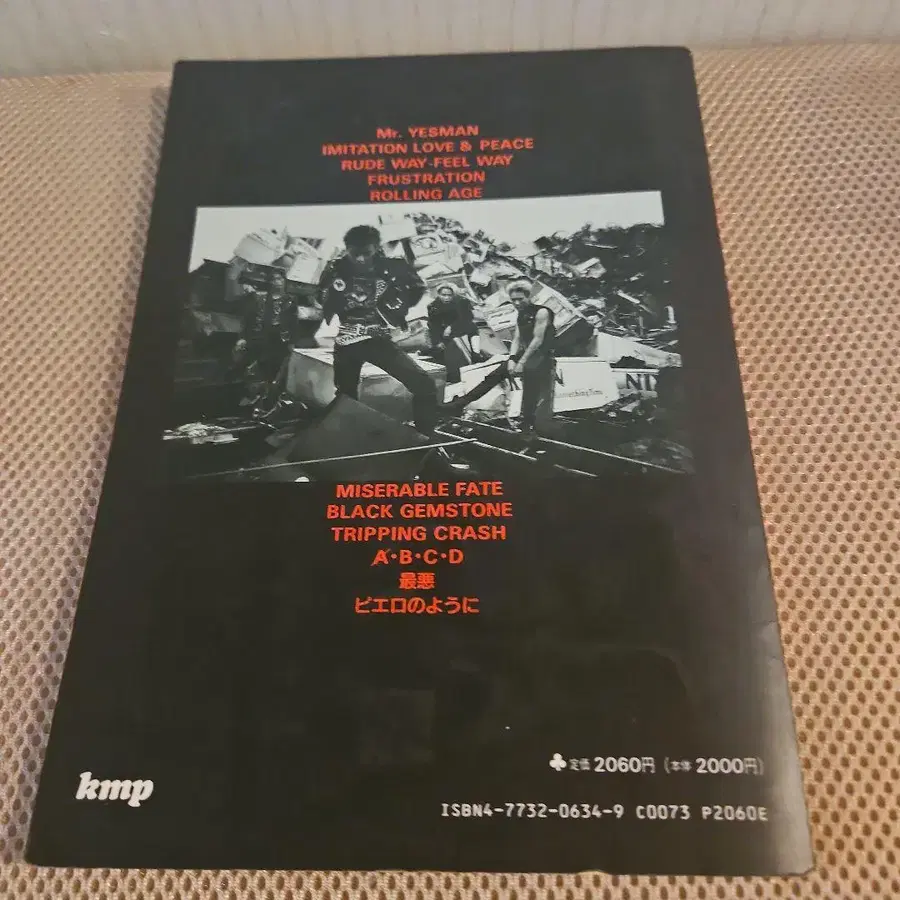 Mr. YESMAN
IMITATION LOVE & PEACE
RUDE WAY-FEEL WAY
FRUSTRATION
ROLLING AGE
MISERABLE FATE
BLACK GEMSTONE
TRIPPING CRASH
A・B・C・D
最悪
ピエロのように
♣定価 2060円 (本体 2000円)
kmp
ISBN4-7732-0634-9 C0073 P2060E